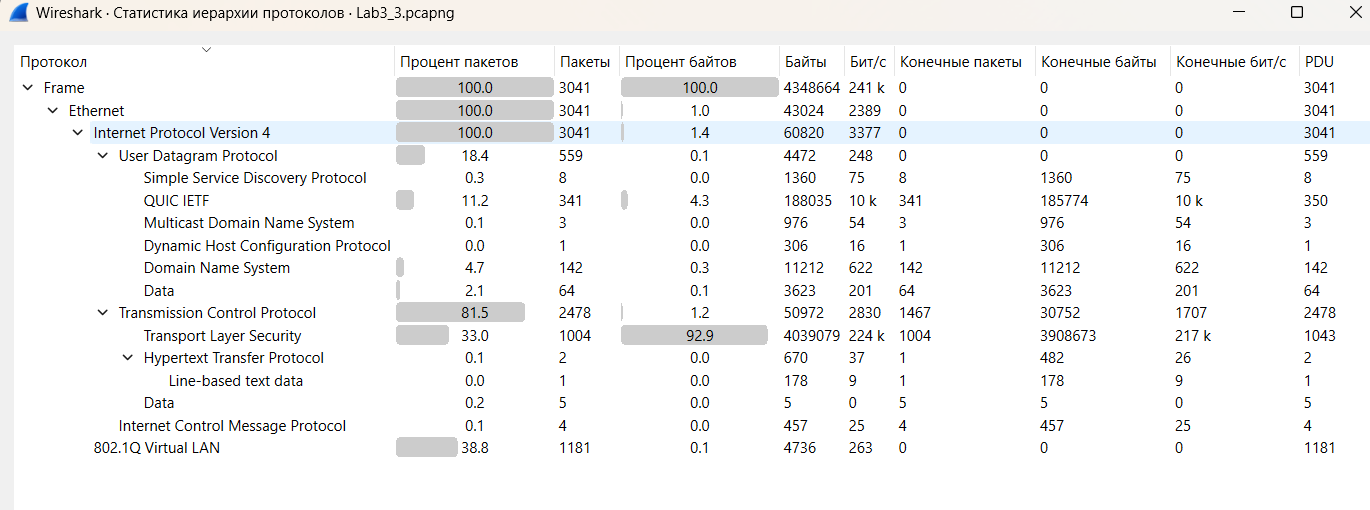 Wireshark · Статистика иерархии протоколов · Lab3_3.pcapng
Протокол Процент пакетов Пакеты Процент байтов Байты Бит/с Конечные пакеты Конечные байты Конечные бит/с PDU
Frame 100.0 3041 100.0 4348664 241 k 0 0 0 3041
Ethernet 100.0 3041 1.0 43024 2389 0 0 0 3041
Internet Protocol Version 4 100.0 3041 1.4 60820 3377 0 0 0 3041
User Datagram Protocol 18.4 559 0.1 4472 248 0 0 0 559
Simple Service Discovery Protocol 0.3 8 0.0 1360 75 8 1360 75 8
QUIC IETF 11.2 341 4.3 188035 10 k 341 185774 10 k 350
Multicast Domain Name System 0.1 3 0.0 976 54 3 976 54 3
Dynamic Host Configuration Protocol 0.0 1 0.0 306 16 1 306 16 1
Domain Name System 4.7 142 0.3 11212 622 142 11212 622 142
Data 2.1 64 0.1 3623 201 64 3623 201 64
Transmission Control Protocol 81.5 2478 1.2 50972 2830 1467 30752 1707 2478
Transport Layer Security 33.0 1004 92.9 4039079 224 k 1004 3908673 217 k 1043
Hypertext Transfer Protocol 0.1 2 0.0 670 37 1 482 26 2
Line-based text data 0.0 1 0.0 178 9 1 178 9 1
Data 0.2 5 0.0 5 0 5 5 0 5
Internet Control Message Protocol 0.1 4 0.0 457 25 4 457 25 4
802.1Q Virtual LAN 38.8 1181 0.1 4736 263 0 0 0 1181